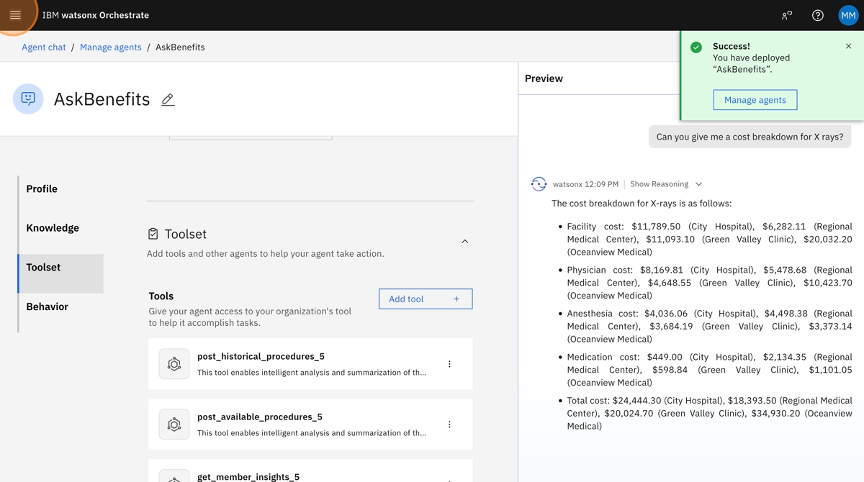 IBM watsonx Orchestrate
MM
Agent chat / Manage agents / AskBenefits
Success!
You have deployed
“AskBenefits”.
Manage agents
AskBenefits
Preview
Can you give me a cost breakdown for X rays?
Profile
Knowledge
Toolset
Behavior
Toolset
Add tools and other agents to help your agent take action.
Tools
Give your agent access to your organization's tool
to help it accomplish tasks.
Add tool +
post_historical_procedures_5
This tool enables intelligent analysis and summarization of th...
post_available_procedures_5
This tool enables intelligent analysis and summarization of th...
get_member_insights_5
watsonx 12:09 PM | Show Reasoning
The cost breakdown for X-rays is as follows:
• Facility cost: $11,789.50 (City Hospital), $6,282.11 (Regional
Medical Center), $11,093.10 (Green Valley Clinic), $20,032.20
(Oceanview Medical)
• Physician cost: $8,169.81 (City Hospital), $5,478.68 (Regional
Medical Center), $4,648.55 (Green Valley Clinic), $10,423.70
(Oceanview Medical)
• Anesthesia cost: $4,036.06 (City Hospital), $4,498.38 (Regional
Medical Center), $3,684.19 (Green Valley Clinic), $3,373.14
(Oceanview Medical)
• Medication cost: $449.00 (City Hospital), $2,134.35 (Regional
Medical Center), $598.84 (Green Valley Clinic), $1,101.05
(Oceanview Medical)
• Total cost: $24,444.30 (City Hospital), $18,393.50 (Regional Medical
Center), $20,024.70 (Green Valley Clinic), $34,930.20 (Oceanview
Medical)